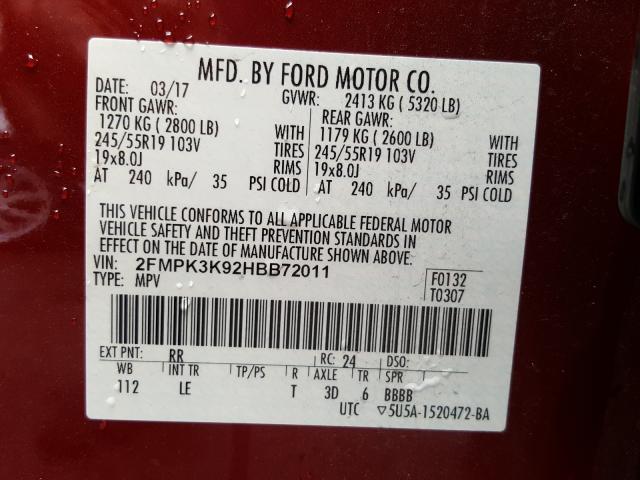 MFD. BY FORD MOTOR CO.
DATE: 03/17 GVWR: 2413 KG ( 5320 LB)
FRONT GAWR: REAR GAWR:
1270 KG ( 2800 LB) WITH 1179 KG ( 2600 LB) WITH
245/55R19 103V TIRES 245/55R19 103V TIRES
19x8.0J RIMS 19x8.0J RIMS
AT 240 kPa/ 35 PSI COLD AT 240 kPa/ 35 PSI COLD
THIS VEHICLE CONFORMS TO ALL APPLICABLE FEDERAL MOTOR
VEHICLE SAFETY AND THEFT PREVENTION STANDARDS IN
EFFECT ON THE DATE OF MANUFACTURE SHOWN ABOVE.
VIN: 2FMPK3K92HBB72011 F0132
TYPE: MPV T0307
EXT PNT: RR RC: 24 DSO:
WB INT TR TP/PS R AXLE TR SPR
112 LE T 3D 6 BBBB
UTC ▽5U5A-1520472-BA